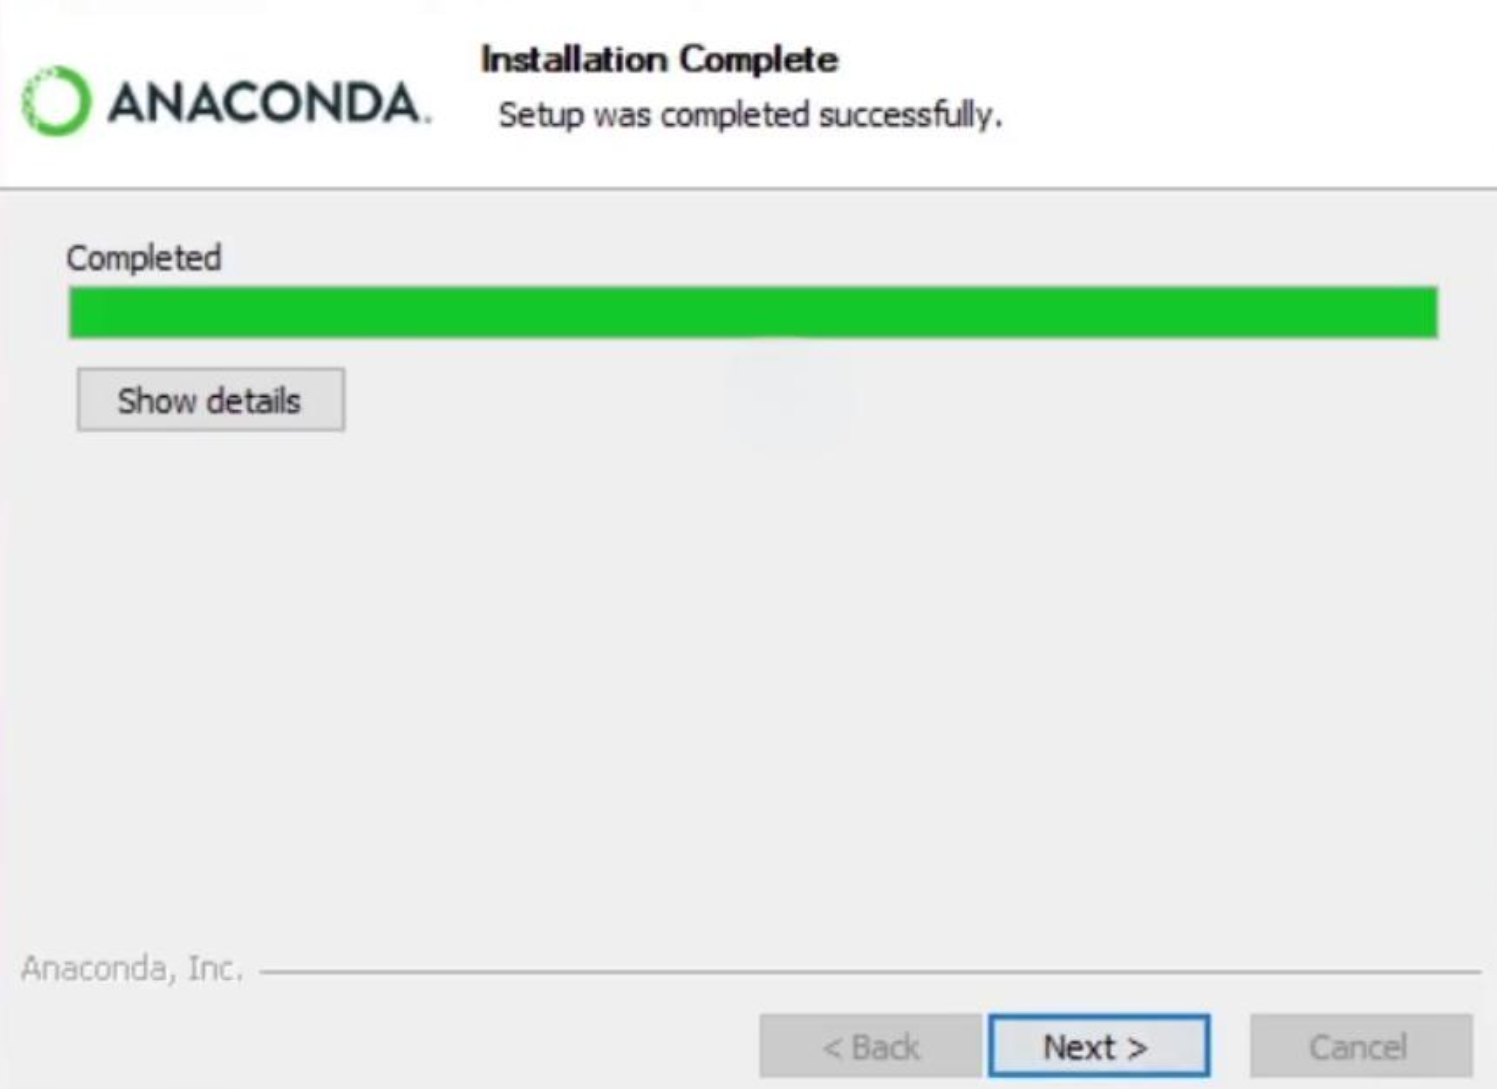 ANACONDA.
Installation Complete
Setup was completed successfully.
Completed
Show details
Anaconda, Inc.
< Back
Next >
Cancel